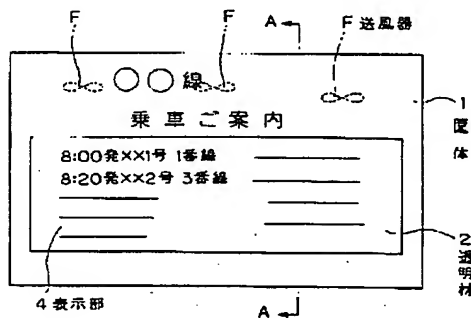 F
F
A
F 送風器
〇〇線
乗車ご案内
1 筐体
8:00発××1号 1番線
8:20発××2号 3番線
2 透明材
4 表示部
A